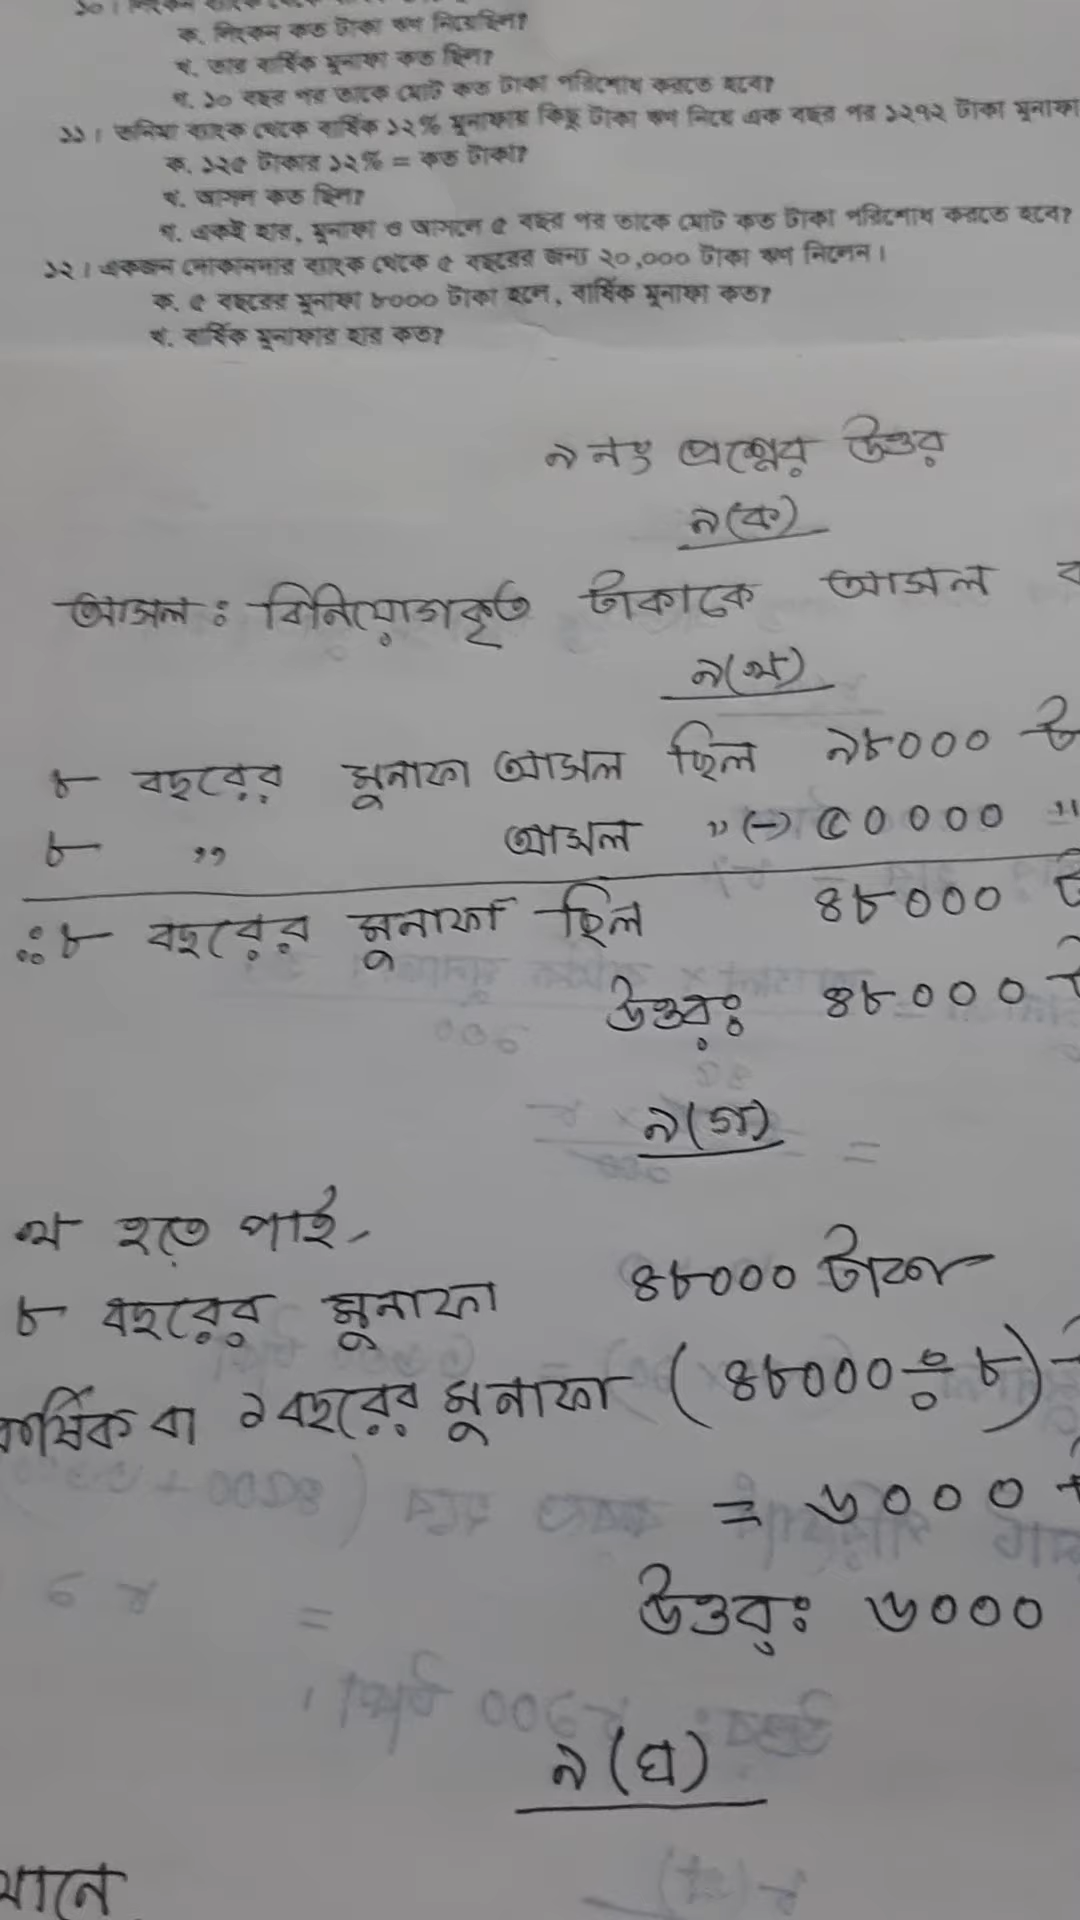 ক. লিংকন কত টাকা ঋণ নিয়েছিল?
খ. তার বার্ষিক মুনাফা কত ছিল?
গ. ১০ বছর পর তাকে মোট কত টাকা পরিশোধ করতে হবে?
১১। তনিমা ব্যাংক থেকে বার্ষিক ১২% মুনাফায় কিছু টাকা ঋণ নিয়ে এক বছর পর ১২৭২ টাকা মুনাফা
ক. ১২৫ টাকার ১২% = কত টাকা?
খ. আসল কত ছিল?
গ. একই হার, মুনাফা ও আসলে ৫ বছর পর তাকে মোট কত টাকা পরিশোধ করতে হবে?
১২। একজন দোকানদার ব্যাংক থেকে ৫ বছরের জন্য ২০,০০০ টাকা ঋণ নিলেন।
ক. ৫ বছরের মুনাফা ৮০০০ টাকা হলে, বার্ষিক মুনাফা কত?
খ. বার্ষিক মুনাফার হার কত?
৯ নং প্রশ্নের উত্তর
৯(ক)
আসল: বিনিয়োগকৃত টাকাকে আসল
৯(খ)
৮ বছরের মুনাফা আসল ছিল ৯৮০০০
৮ " আসল " (-) ৫০০০০ "
∴ ৮ বছরের মুনাফা ছিল ৪৮০০০
উত্তর: ৪৮০০০
৯(গ)
খ হতে পাই,
৮ বছরের মুনাফা ৪৮০০০ টাকা
বার্ষিক বা ১ বছরের মুনাফা (৪৮০০০ ÷ ৮)
= ৬০০০
উত্তর: ৬০০০
৯(ঘ)